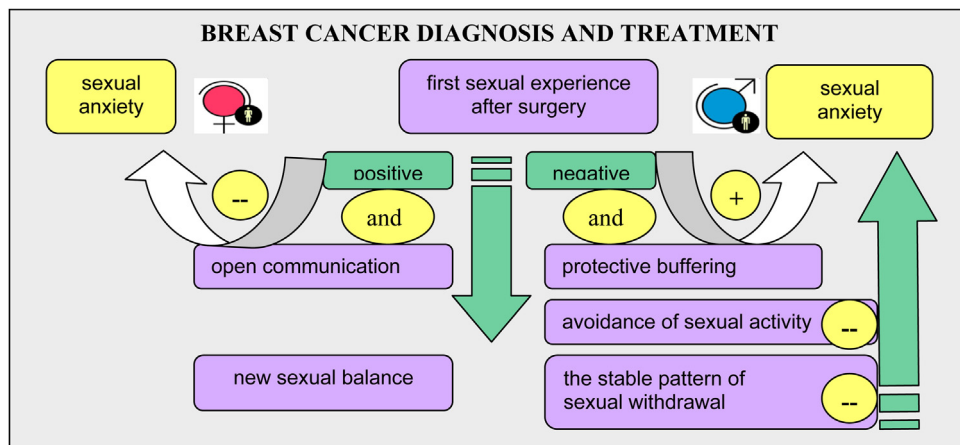 BREAST CANCER DIAGNOSIS AND TREATMENT
sexual
anxiety
first sexual experience
after surgery
sexual
anxiety
positive
negative
--
and
and
+
open communication
protective buffering
avoidance of sexual activity
--
new sexual balance
the stable pattern of
sexual withdrawal
--